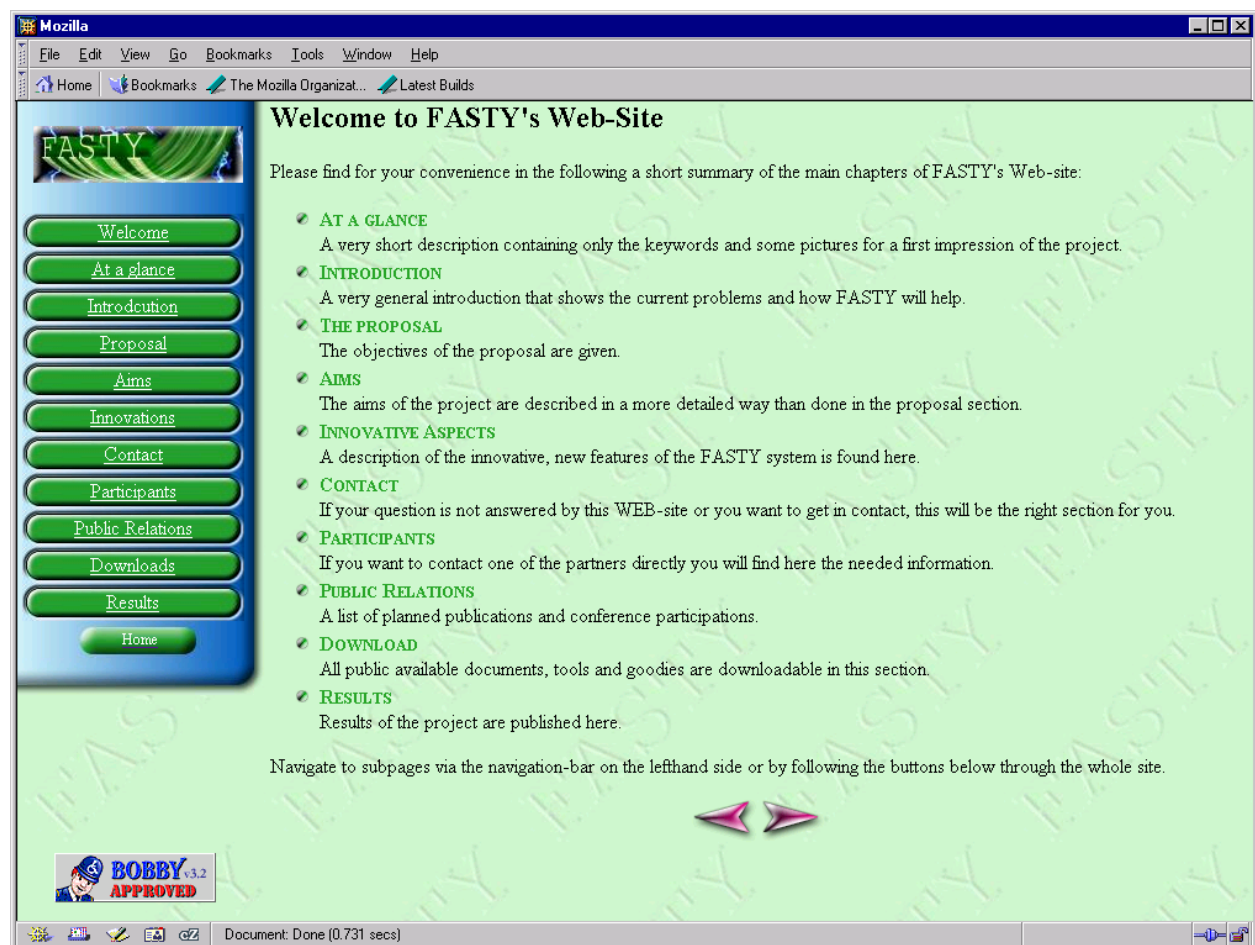 Mozilla
File Edit View Go Bookmarks Tools Window Help
Home Bookmarks The Mozilla Organizat... Latest Builds
FASTY
Welcome
At a glance
Introdcution
Proposal
Aims
Innovations
Contact
Participants
Public Relations
Downloads
Results
Home
Welcome to FASTY's Web-Site
Please find for your convenience in the following a short summary of the main chapters of FASTY's Web-site:
AT A GLANCE
A very short description containing only the keywords and some pictures for a first impression of the project.
INTRODUCTION
A very general introduction that shows the current problems and how FASTY will help.
THE PROPOSAL
The objectives of the proposal are given.
AIMS
The aims of the project are described in a more detailed way than done in the proposal section.
INNOVATIVE ASPECTS
A description of the innovative, new features of the FASTY system is found here.
CONTACT
If your question is not answered by this WEB-site or you want to get in contact, this will be the right section for you.
PARTICIPANTS
If you want to contact one of the partners directly you will find here the needed information.
PUBLIC RELATIONS
A list of planned publications and conference participations.
DOWNLOAD
All public available documents, tools and goodies are downloadable in this section.
RESULTS
Results of the project are published here.
Navigate to subpages via the navigation-bar on the lefthand side or by following the buttons below through the whole site.
BOBBY v3.2
APPROVED
cZ Document: Done (0.731 secs)